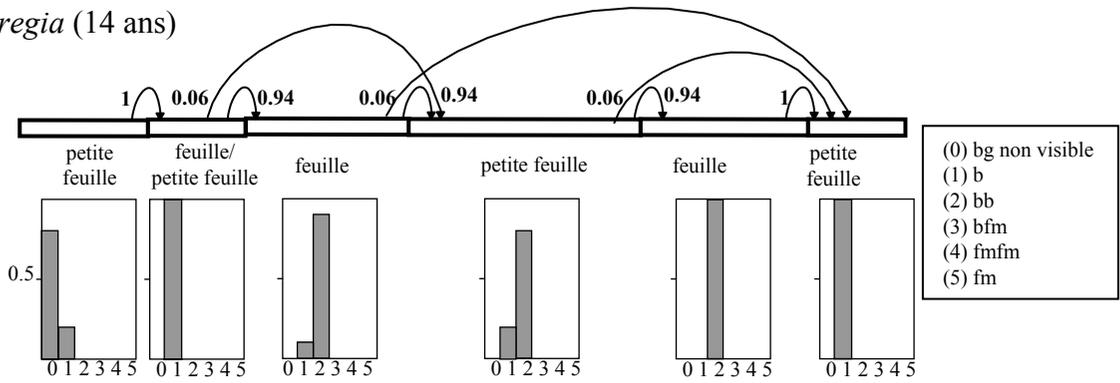 regia (14 ans)
1 0.06 0.94 0.06 0.94 0.06 0.94 1
petite
feuille
feuille/
petite feuille
feuille
petite feuille
feuille
petite
feuille
(0) bg non visible
(1) b
(2) bb
(3) bfm
(4) fmfm
(5) fm
0.5
0 1 2 3 4 5
0 1 2 3 4 5
0 1 2 3 4 5
0 1 2 3 4 5
0 1 2 3 4 5
0 1 2 3 4 5